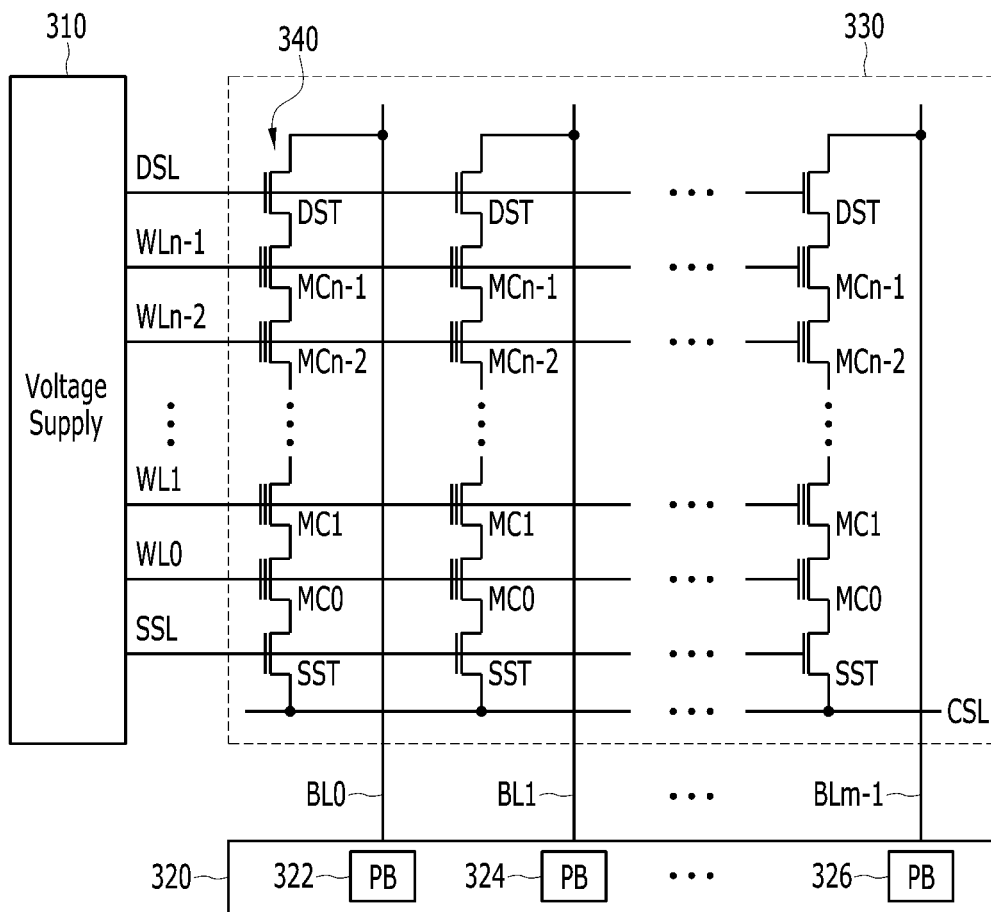 310
340
330
DSL
DST DST DST
WLn-1
MCn-1 MCn-1 MCn-1
WLn-2
MCn-2 MCn-2 MCn-2
Voltage
Supply
WL1
MC1 MC1 MC1
WL0
MC0 MC0 MC0
SSL
SST SST SST
CSL
BL0 BL1 BLm-1
320 322 PB 324 PB 326 PB